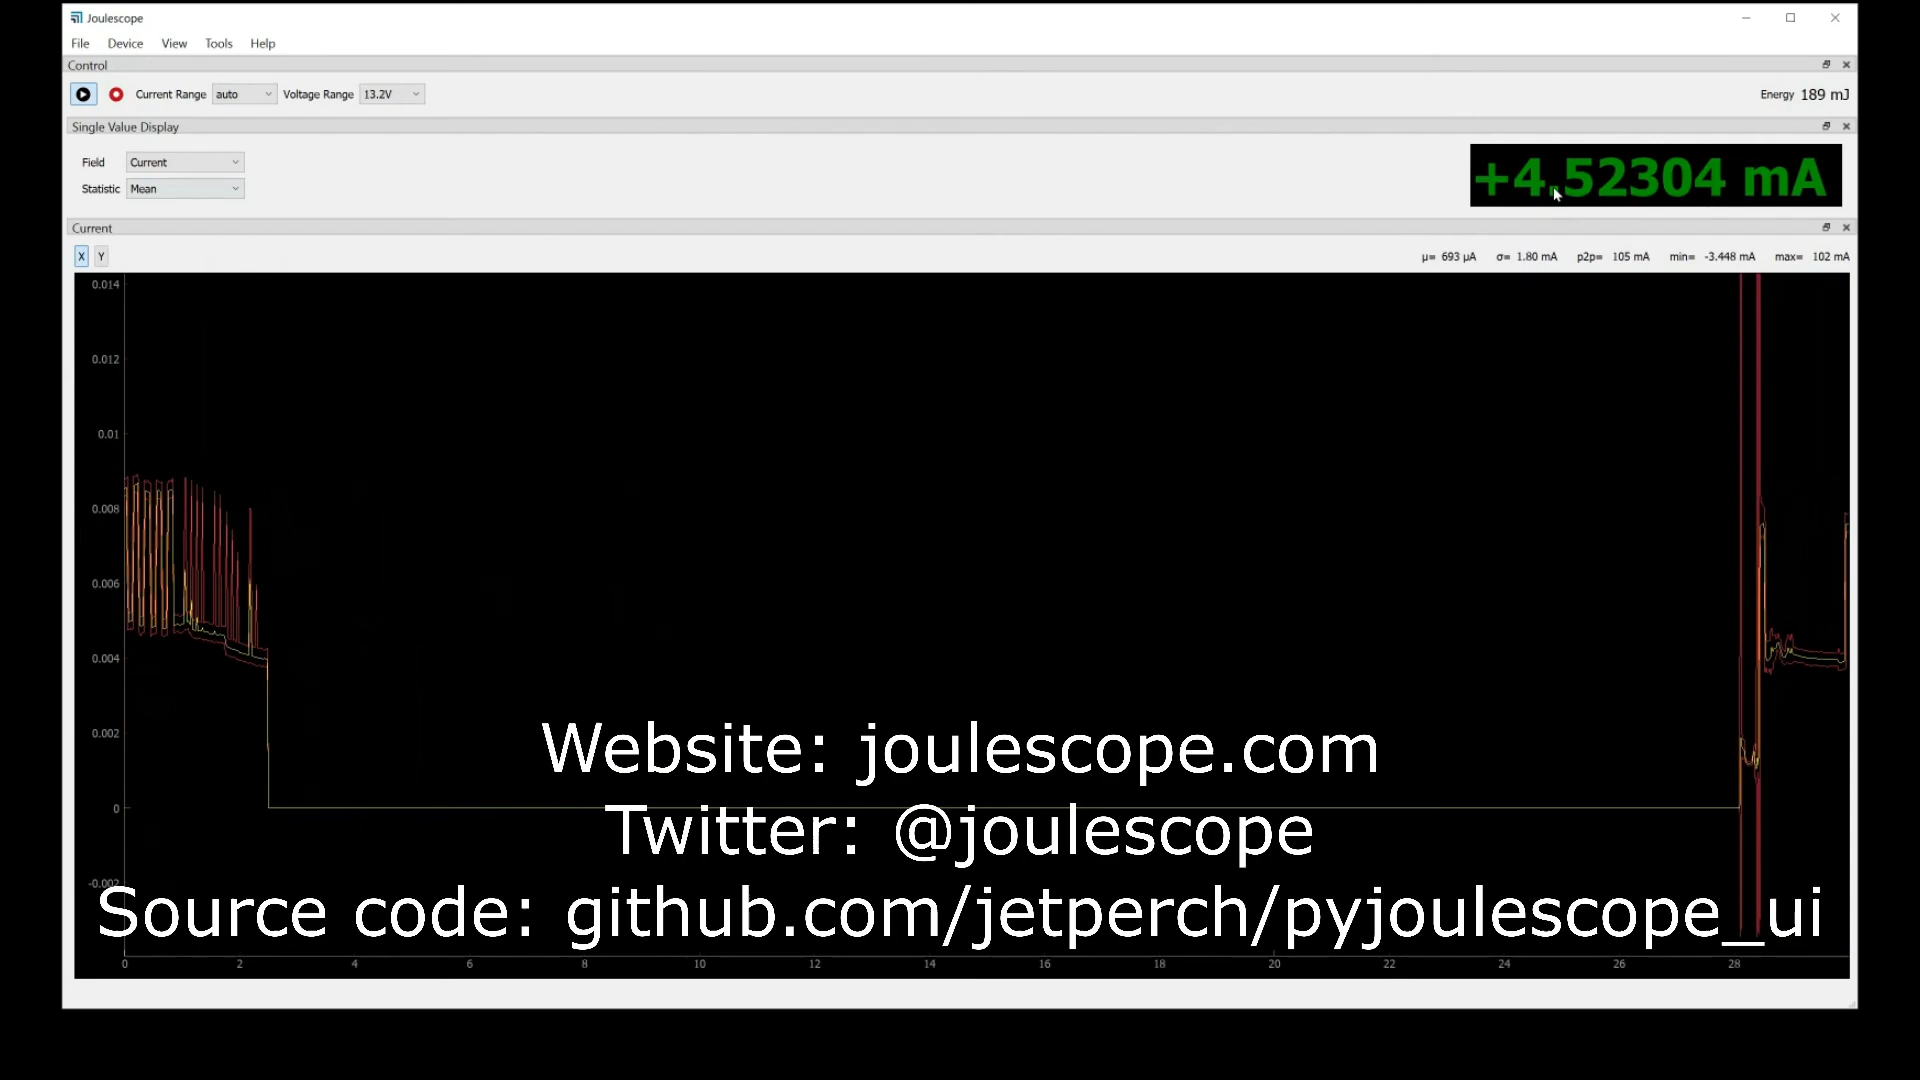 Joulescope
File Device View Tools Help
Control
Current Range auto Voltage Range 13.2V Energy 189 mJ
Single Value Display
Field Current
Statistic Mean
+4.52304 mA
Current
X Y μ= 693 μA σ= 1.80 mA p2p= 105 mA min= -3.448 mA max= 102 mA
0.014
0.012
0.01
0.008
0.006
0.004
0.002
0
-0.002
Website: joulescope.com
Twitter: @joulescope
Source code: github.com/jetperch/pyjoulescope_ui
0 2 4 6 8 10 12 14 16 18 20 22 24 26 28